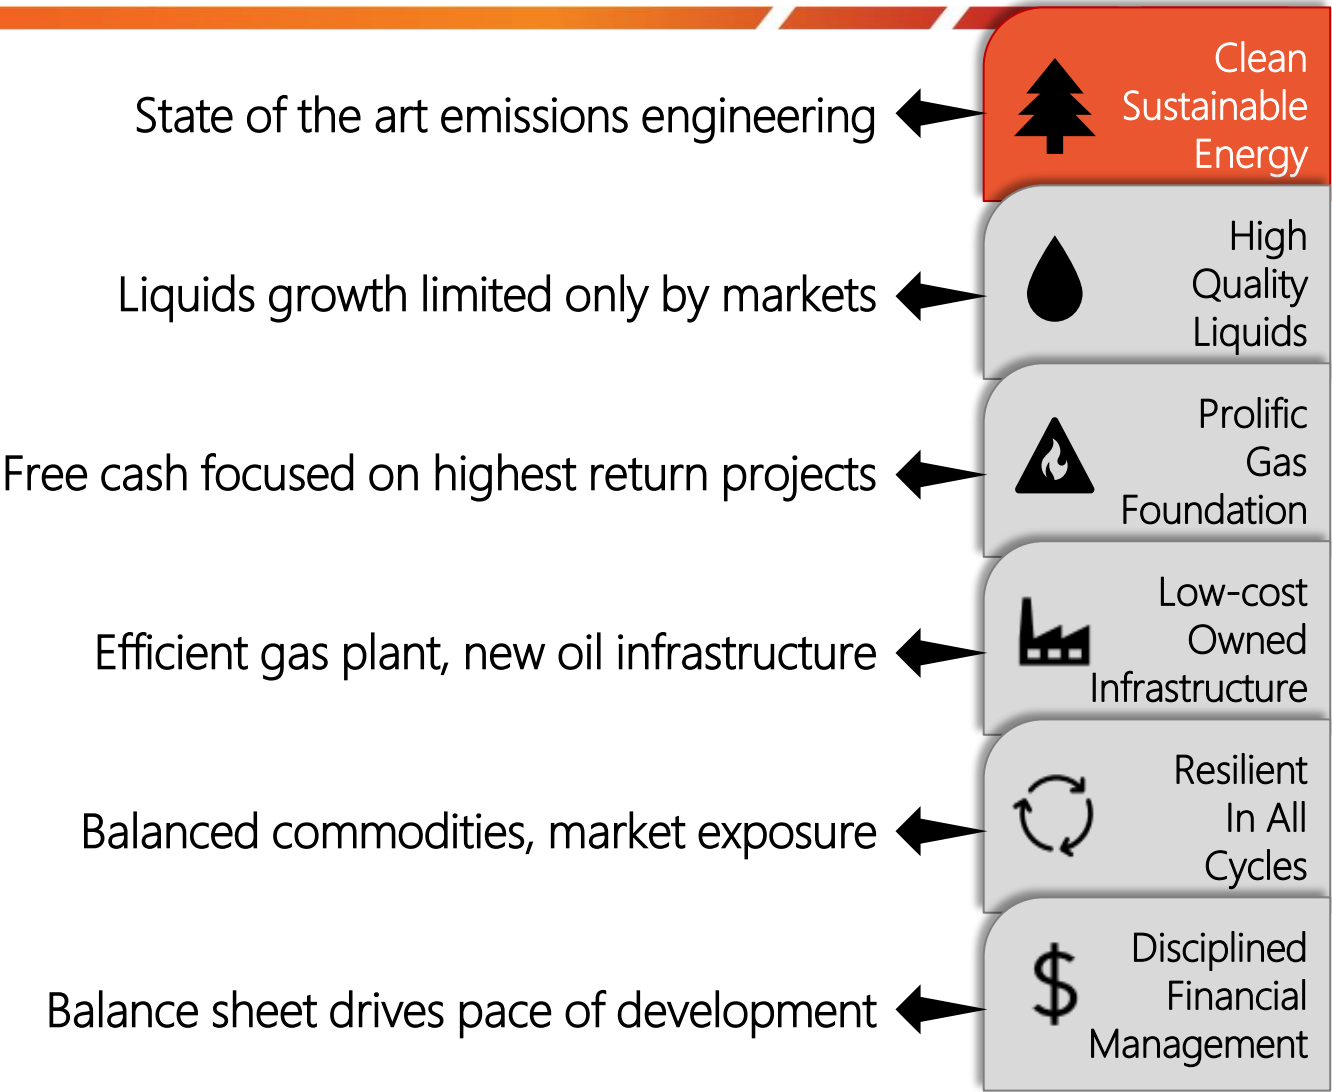 State of the art emissions engineering
Clean
Sustainable
Energy
Liquids growth limited only by markets
High
Quality
Liquids
Free cash focused on highest return projects
Prolific
Gas
Foundation
Efficient gas plant, new oil infrastructure
Low-cost
Owned
Infrastructure
Balanced commodities, market exposure
Resilient
In All
Cycles
Balance sheet drives pace of development
$
Disciplined
Financial
Management